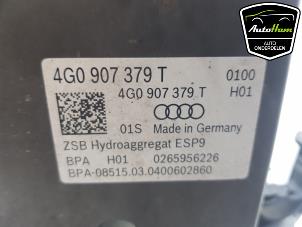 AutoHam
AUTO ONDERDELEN
4G0 907 379 T 0100
4G0 907 379 T H01
01S Made in Germany
ZSB Hydroaggregat ESP9
BPA H01 0265956226
BPA-08515.03.0400602860